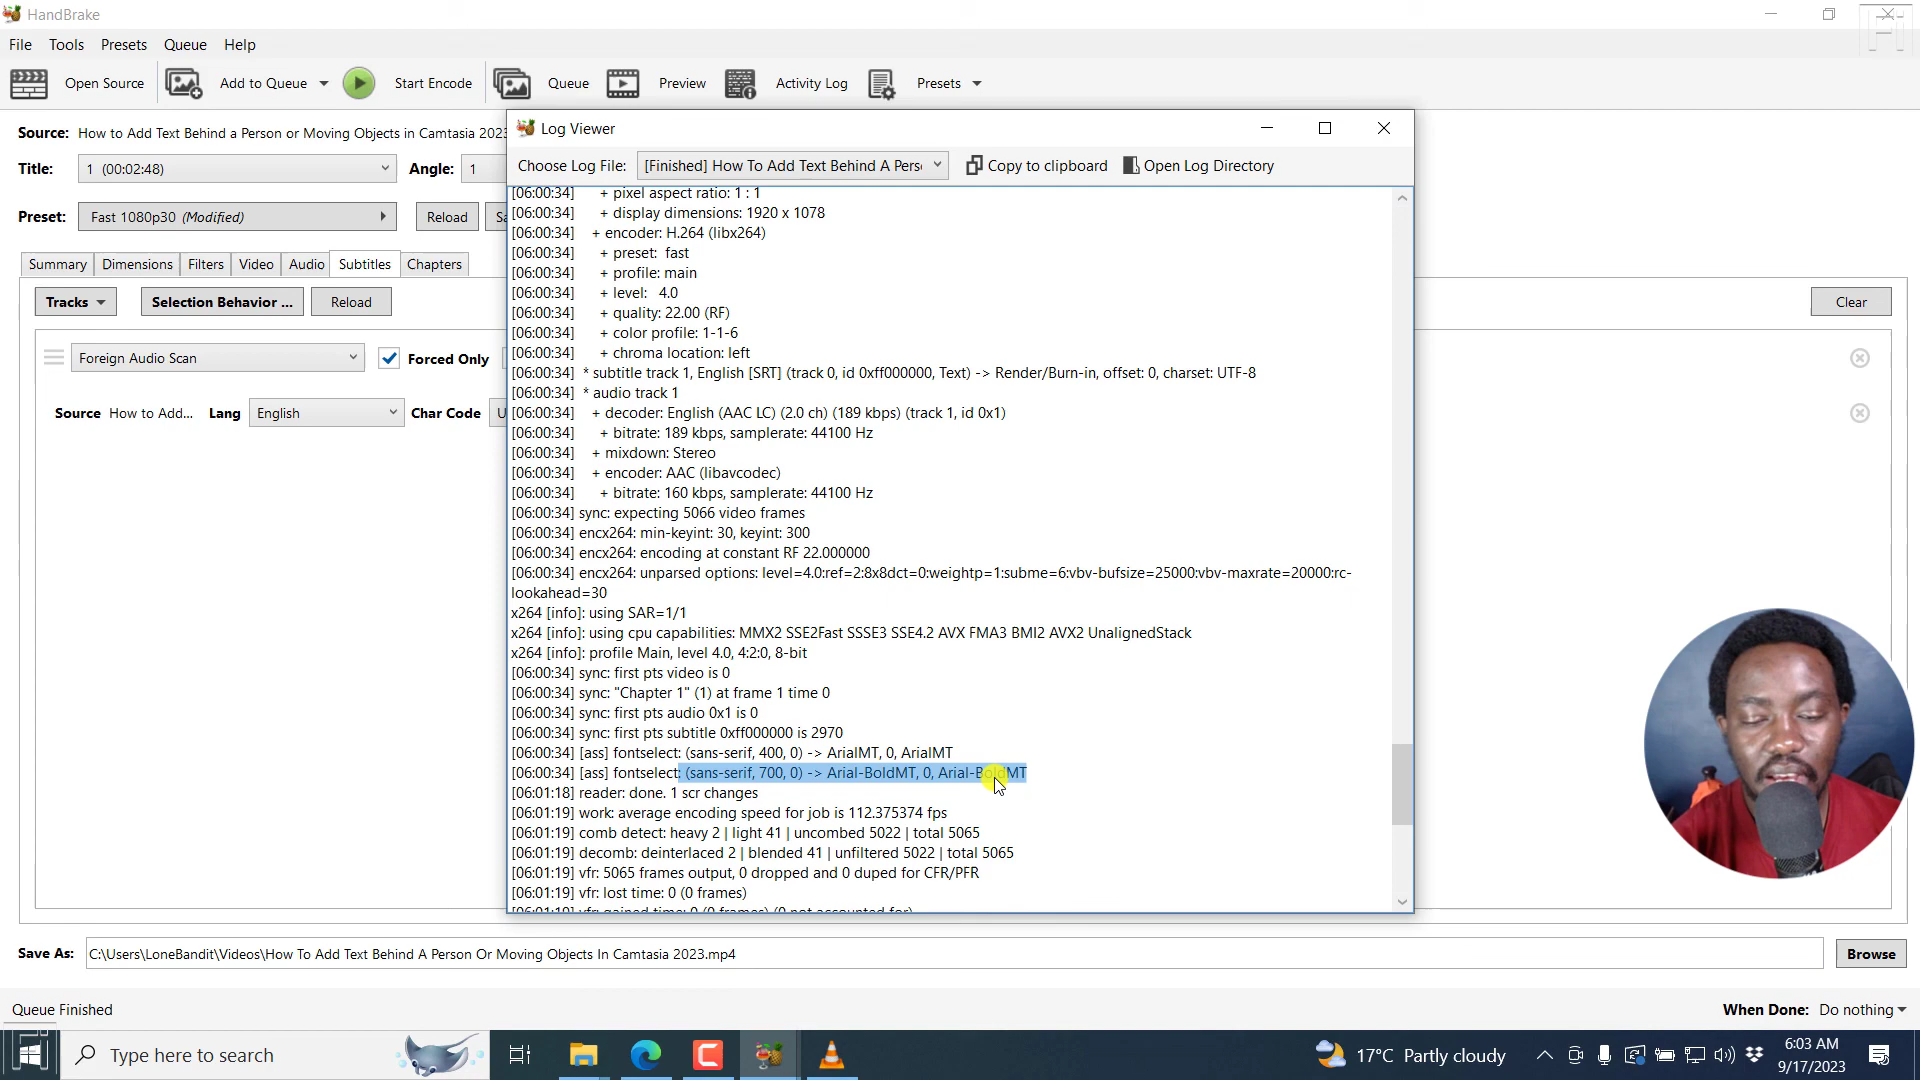 HandBrake
File Tools Presets Queue Help
Open Source Add to Queue Start Encode Queue Preview Activity Log Presets
Source: How to Add Text Behind a Person or Moving Objects in Camtasia 2023
Title: 1 (00:02:48) Angle: 1
Preset: Fast 1080p30 (Modified) Reload
Summary Dimensions Filters Video Audio Subtitles Chapters
Tracks Selection Behavior ... Reload Clear
Foreign Audio Scan Forced Only
Source How to Add... Lang English Char Code
Log Viewer
Choose Log File: [Finished] How To Add Text Behind A Pers Copy to clipboard Open Log Directory
[06:00:34] + pixel aspect ratio: 1 : 1
[06:00:34] + display dimensions: 1920 x 1078
[06:00:34] + encoder: H.264 (libx264)
[06:00:34] + preset: fast
[06:00:34] + profile: main
[06:00:34] + level: 4.0
[06:00:34] + quality: 22.00 (RF)
[06:00:34] + color profile: 1-1-6
[06:00:34] + chroma location: left
[06:00:34] * subtitle track 1, English [SRT] (track 0, id 0xff000000, Text) -> Render/Burn-in, offset: 0, charset: UTF-8
[06:00:34] * audio track 1
[06:00:34] + decoder: English (AAC LC) (2.0 ch) (189 kbps) (track 1, id 0x1)
[06:00:34] + bitrate: 189 kbps, samplerate: 44100 Hz
[06:00:34] + mixdown: Stereo
[06:00:34] + encoder: AAC (libavcodec)
[06:00:34] + bitrate: 160 kbps, samplerate: 44100 Hz
[06:00:34] sync: expecting 5066 video frames
[06:00:34] encx264: min-keyint: 30, keyint: 300
[06:00:34] encx264: encoding at constant RF 22.000000
[06:00:34] encx264: unparsed options: level=4.0:ref=2:8x8dct=0:weightp=1:subme=6:vbv-bufsize=25000:vbv-maxrate=20000:rc-
lookahead=30
x264 [info]: using SAR=1/1
x264 [info]: using cpu capabilities: MMX2 SSE2Fast SSSE3 SSE4.2 AVX FMA3 BMI2 AVX2 UnalignedStack
x264 [info]: profile Main, level 4.0, 4:2:0, 8-bit
[06:00:34] sync: first pts video is 0
[06:00:34] sync: "Chapter 1" (1) at frame 1 time 0
[06:00:34] sync: first pts audio 0x1 is 0
[06:00:34] sync: first pts subtitle 0xff000000 is 2970
[06:00:34] [ass] fontselect: (sans-serif, 400, 0) -> ArialMT, 0, ArialMT
[06:00:34] [ass] fontselect: (sans-serif, 700, 0) -> Arial-BoldMT, 0, Arial-BoldMT
[06:01:18] reader: done. 1 scr changes
[06:01:19] work: average encoding speed for job is 112.375374 fps
[06:01:19] comb detect: heavy 2 | light 41 | uncombed 5022 | total 5065
[06:01:19] decomb: deinterlaced 2 | blended 41 | unfiltered 5022 | total 5065
[06:01:19] vfr: 5065 frames output, 0 dropped and 0 duped for CFR/PFR
[06:01:19] vfr: lost time: 0 (0 frames)
[06:01:19] vfr: gained time: 0 (0 frames) (0 not accounted for)
Save As: C:\Users\LoneBandit\Videos\How To Add Text Behind A Person Or Moving Objects In Camtasia 2023.mp4 Browse
Queue Finished When Done: Do nothing
Type here to search 17°C Partly cloudy 6:03 AM
9/17/2023